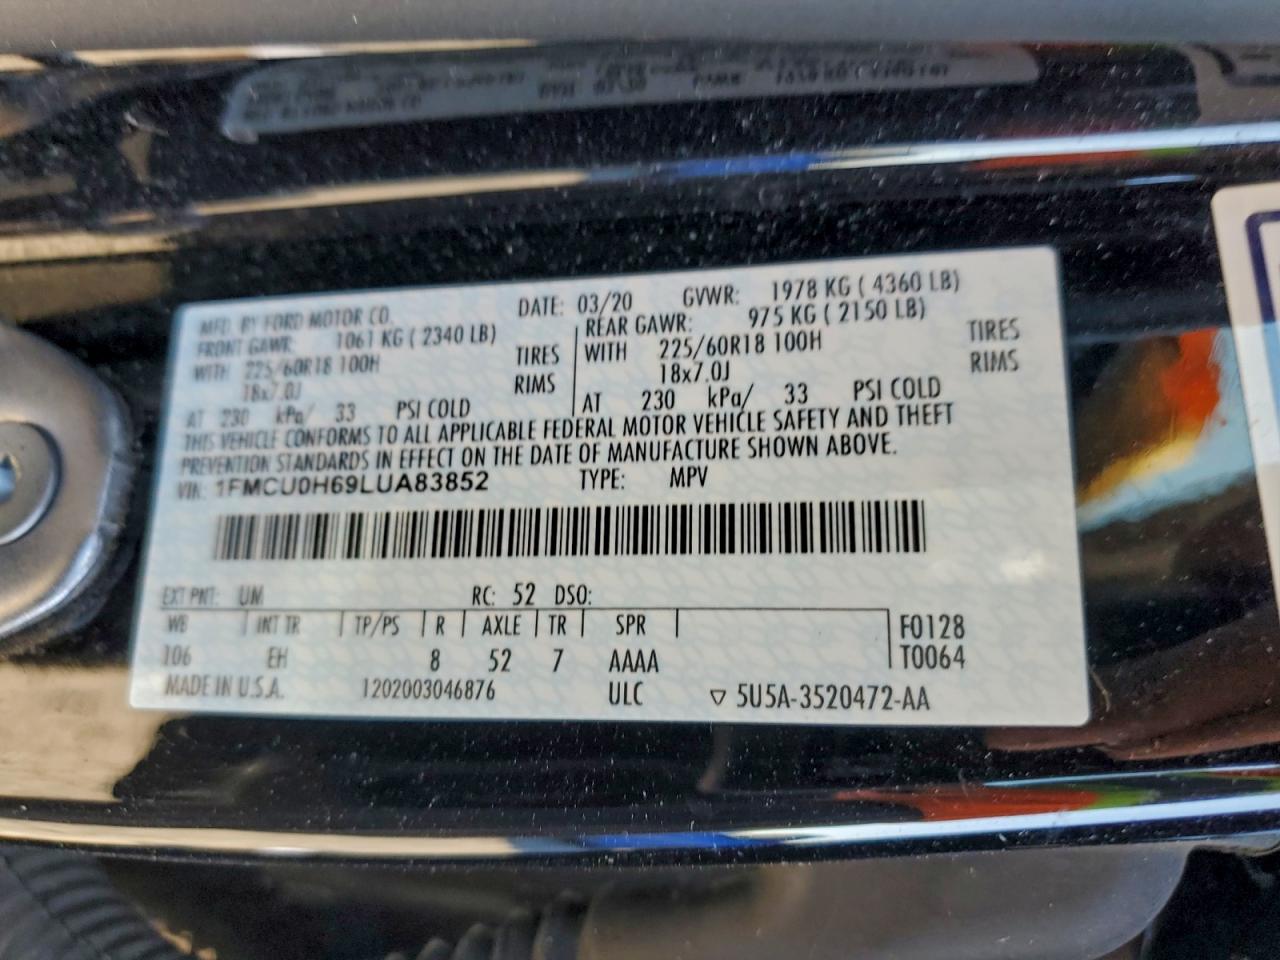 MFD. BY FORD MOTOR CO. DATE: 03/20 GVWR: 1978 KG ( 4360 LB)
FRONT GAWR: 1061 KG ( 2340 LB) REAR GAWR: 975 KG ( 2150 LB)
WITH 225/60R18 100H TIRES WITH 225/60R18 100H TIRES
18x7.0J RIMS 18x7.0J RIMS
AT 230 kPa/ 33 PSI COLD AT 230 kPa/ 33 PSI COLD
THIS VEHICLE CONFORMS TO ALL APPLICABLE FEDERAL MOTOR VEHICLE SAFETY AND THEFT
PREVENTION STANDARDS IN EFFECT ON THE DATE OF MANUFACTURE SHOWN ABOVE.
VIN: 1FMCU0H69LUA83852 TYPE: MPV
EXT PNT: UM RC: 52 DSO:
WB INT TR TP/PS R AXLE TR SPR F0128
106 EH 8 52 7 AAAA T0064
MADE IN U.S.A. 1202003046876 ULC ▽ 5U5A-3520472-AA